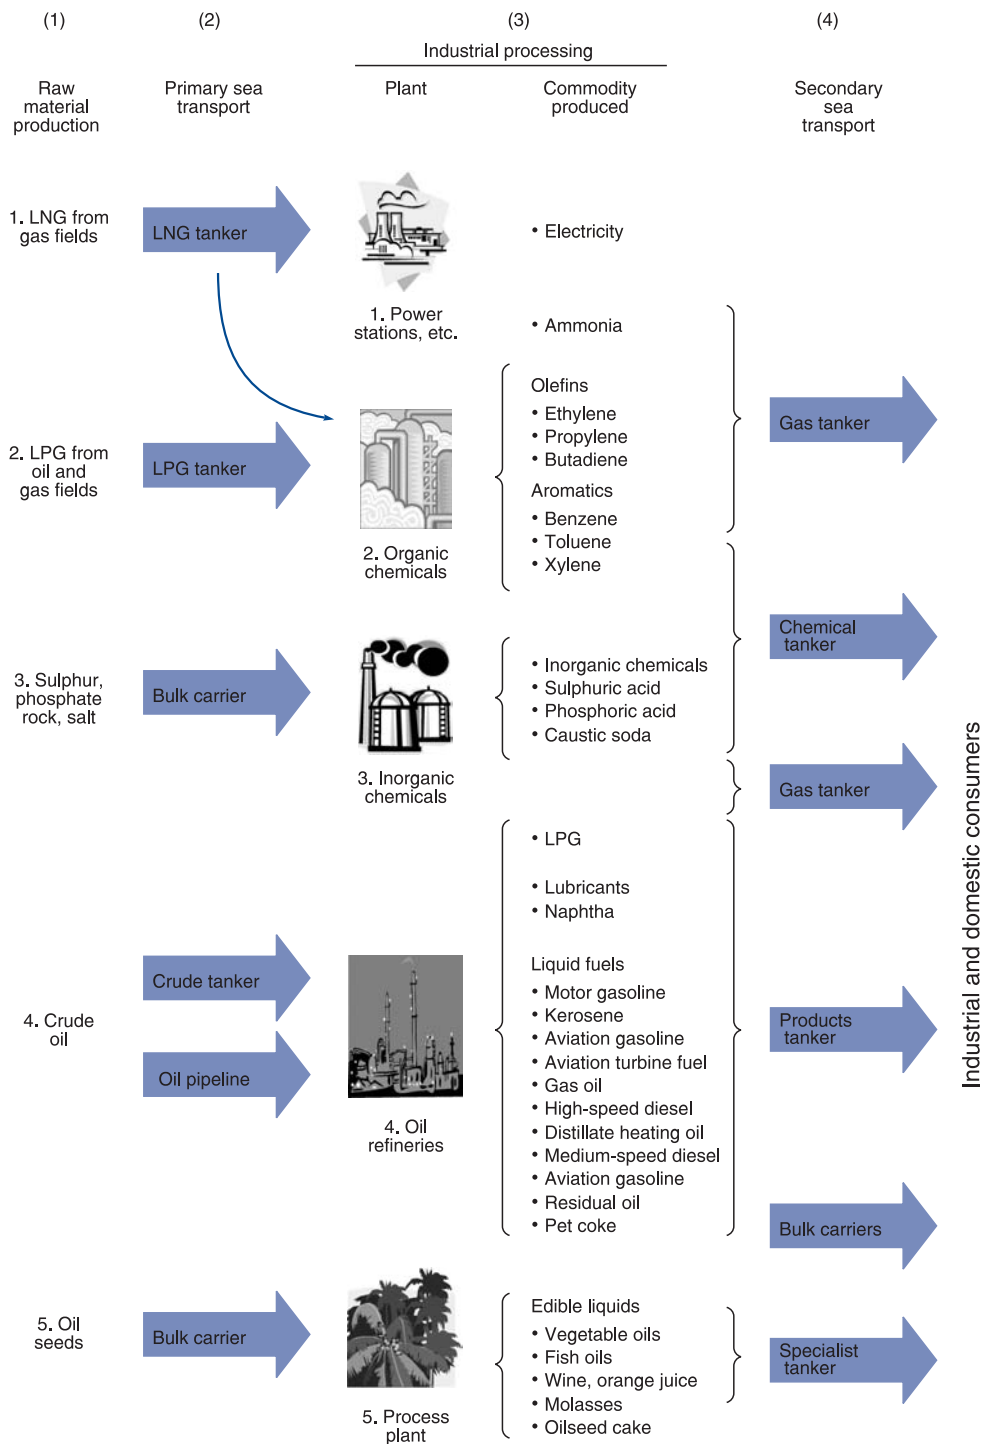 (1) (2) (3) (4)
Industrial processing
Raw
material
production
Primary sea
transport
Plant
Commodity
produced
Secondary
sea
transport
1. LNG from
gas fields
LNG tanker
1. Power
stations, etc.
• Electricity
• Ammonia
2. LPG from
oil and
gas fields
LPG tanker
2. Organic
chemicals
Olefins
• Ethylene
• Propylene
• Butadiene
Aromatics
• Benzene
• Toluene
• Xylene
Gas tanker
Chemical
tanker
3. Sulphur,
phosphate
rock, salt
Bulk carrier
3. Inorganic
chemicals
• Inorganic chemicals
• Sulphuric acid
• Phosphoric acid
• Caustic soda
Gas tanker
4. Crude
oil
Crude tanker
Oil pipeline
4. Oil
refineries
• LPG
• Lubricants
• Naphtha
Liquid fuels
• Motor gasoline
• Kerosene
• Aviation gasoline
• Aviation turbine fuel
• Gas oil
• High-speed diesel
• Distillate heating oil
• Medium-speed diesel
• Aviation gasoline
• Residual oil
• Pet coke
Products
tanker
Bulk carriers
5. Oil
seeds
Bulk carrier
5. Process
plant
Edible liquids
• Vegetable oils
• Fish oils
• Wine, orange juice
• Molasses
• Oilseed cake
Specialist
tanker
Industrial and domestic consumers